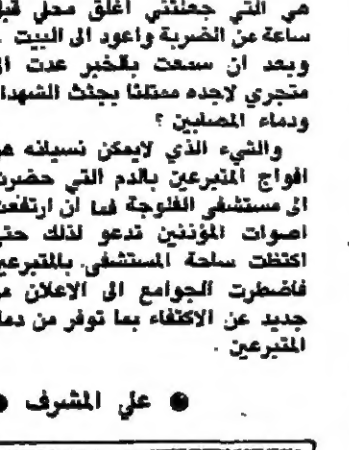 هي التي جعلتني اغلق محلي قبل
ساعة من الضربة واعود الى البيت .
وبعد ان سمعت بالخبر عدت الى
متجري لاجده ممتلئا بجثث الشهداء
ودماء المصابين ؟
والشيء الذي لايمكن نسيانه هو
افواج المتبرعين بالدم التي حضرت
الى مستشفى الفلوجة فما ان ارتفعت
اصوات المؤذنين تدعو لذلك حتى
اكتظت ساحة المستشفى بالمتبرعين
فاضطرت الجوامع الى الاعلان من
جديد عن الاكتفاء بما توفر من دماء
المتبرعين .
● علي المشرف ●